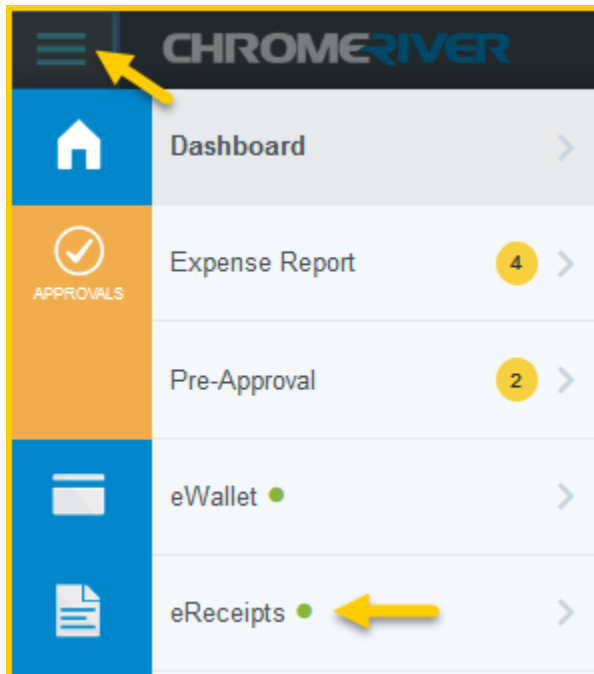 CHROMERIVER
Dashboard
APPROVALS
Expense Report 4
Pre-Approval 2
eWallet
eReceipts